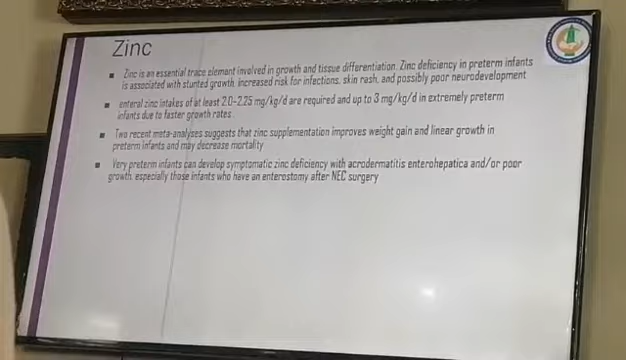 Zinc
Zinc is an essential trace element involved in growth and tissue differentiation. Zinc deficiency in preterm infants
is associated with stunted growth, increased risk for infections, skin rash, and possibly poor neurodevelopment
enteral zinc intakes of at least 2.0-2.25 mg/kg/d are required and up to 3 mg/kg/d in extremely preterm
infants due to faster growth rates.
Two recent meta-analyses suggests that zinc supplementation improves weight gain and linear growth in
preterm infants and may decrease mortality
Very preterm infants can develop symptomatic zinc deficiency with acrodermatitis enterohepatica and/or poor
growth, especially those infants who have an enterostomy after NEC surgery